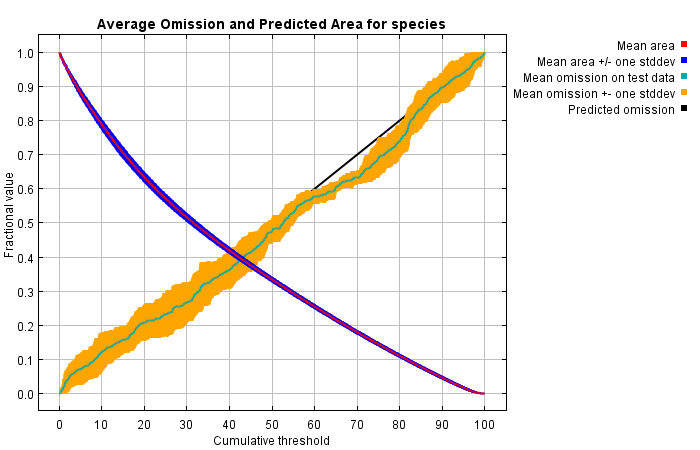 Average Omission and Predicted Area for species
Mean area
Mean area +/- one stddev
Mean omission on test data
Mean omission +- one stddev
Predicted omission
Fractional value
1.0
0.9
0.8
0.7
0.6
0.5
0.4
0.3
0.2
0.1
0.0
0 10 20 30 40 50 60 70 80 90 100
Cumulative threshold